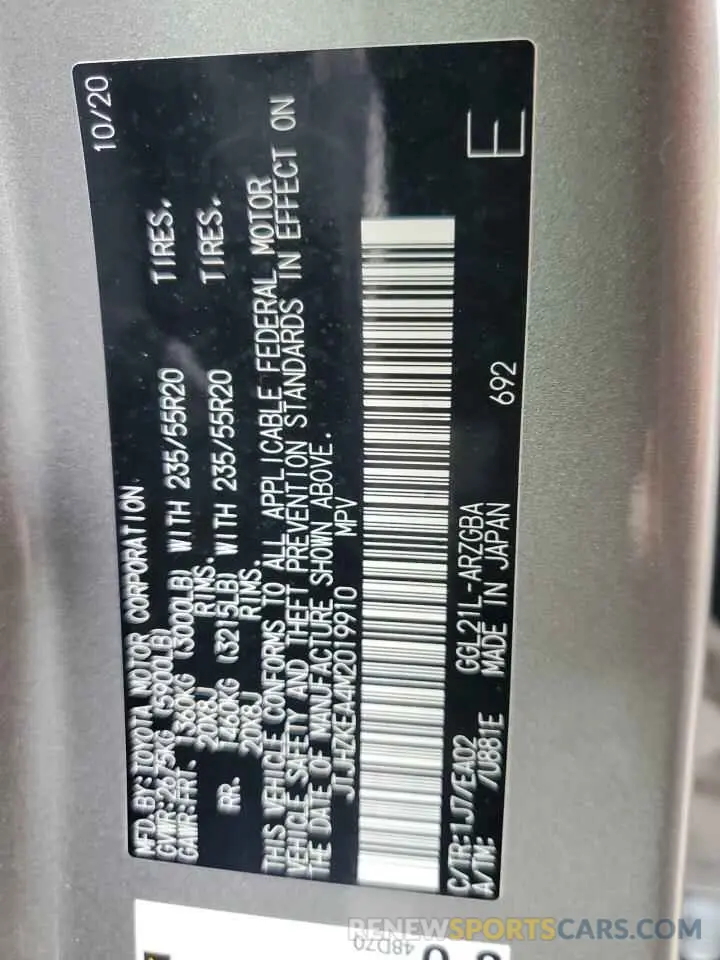 MFD. BY: TOYOTA MOTOR CORPORATION 10/20
GVWR: 2675KG (5900LB)
GAWR: FRT. 1360KG (3000LB) WITH 235/55R20 TIRES.
20X8J RIMS.
RR. 1460KG (3215LB) WITH 235/55R20 TIRES.
20X8J RIMS.
THIS VEHICLE CONFORMS TO ALL APPLICABLE FEDERAL MOTOR
VEHICLE SAFETY AND THEFT PREVENTION STANDARDS IN EFFECT ON
THE DATE OF MANUFACTURE SHOWN ABOVE.
JTJHZKEA4M2019910 MPV
C/TR: 1J7/EA02 GGL21L-ARZGBA E
A/TM: /U881E MADE IN JAPAN 692
48D70
RENEWSPORTSCARS.COM